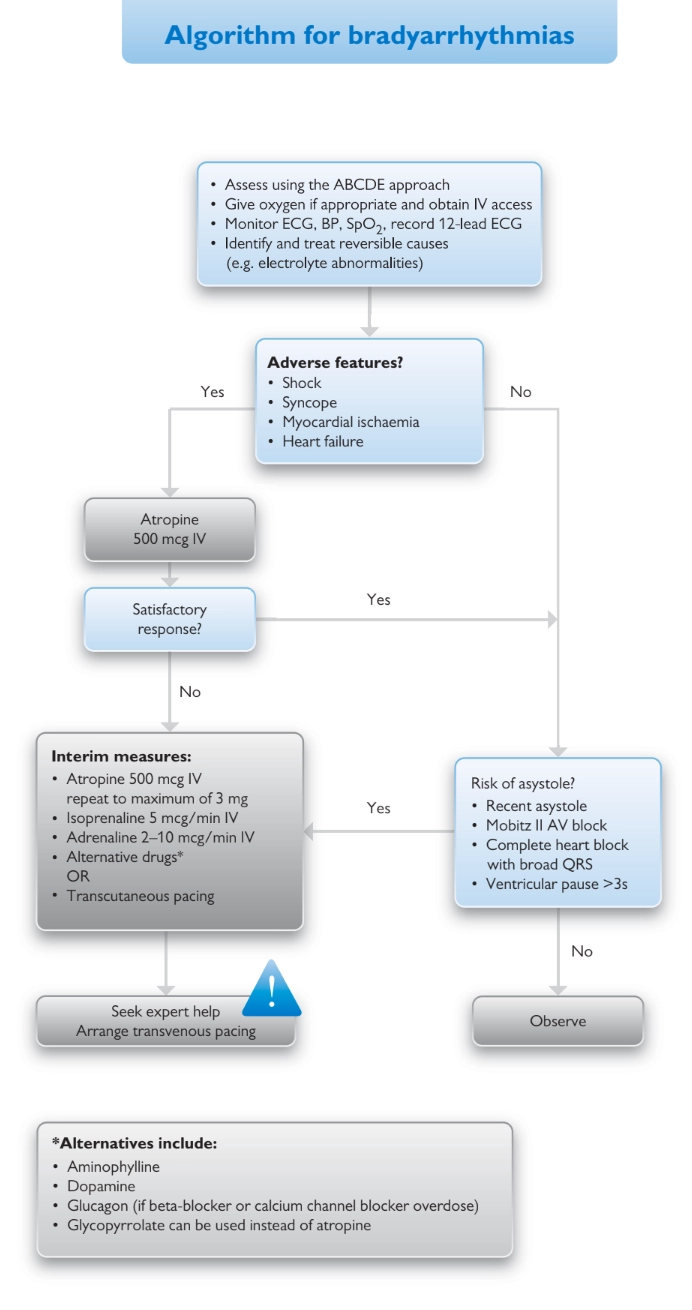 Algorithm for bradyarrhythmias
• Assess using the ABCDE approach
• Give oxygen if appropriate and obtain IV access
• Monitor ECG, BP, SpO2, record 12-lead ECG
• Identify and treat reversible causes
(e.g. electrolyte abnormalities)
Adverse features?
• Shock
• Syncope
• Myocardial ischaemia
• Heart failure
Yes
No
Atropine
500 mcg IV
Satisfactory
response?
Yes
No
Interim measures:
• Atropine 500 mcg IV
repeat to maximum of 3 mg
• Isoprenaline 5 mcg/min IV
• Adrenaline 2–10 mcg/min IV
• Alternative drugs*
OR
• Transcutaneous pacing
Yes
Risk of asystole?
• Recent asystole
• Mobitz II AV block
• Complete heart block
with broad QRS
• Ventricular pause >3s
No
!
Seek expert help
Arrange transvenous pacing
Observe
*Alternatives include:
• Aminophylline
• Dopamine
• Glucagon (if beta-blocker or calcium channel blocker overdose)
• Glycopyrrolate can be used instead of atropine